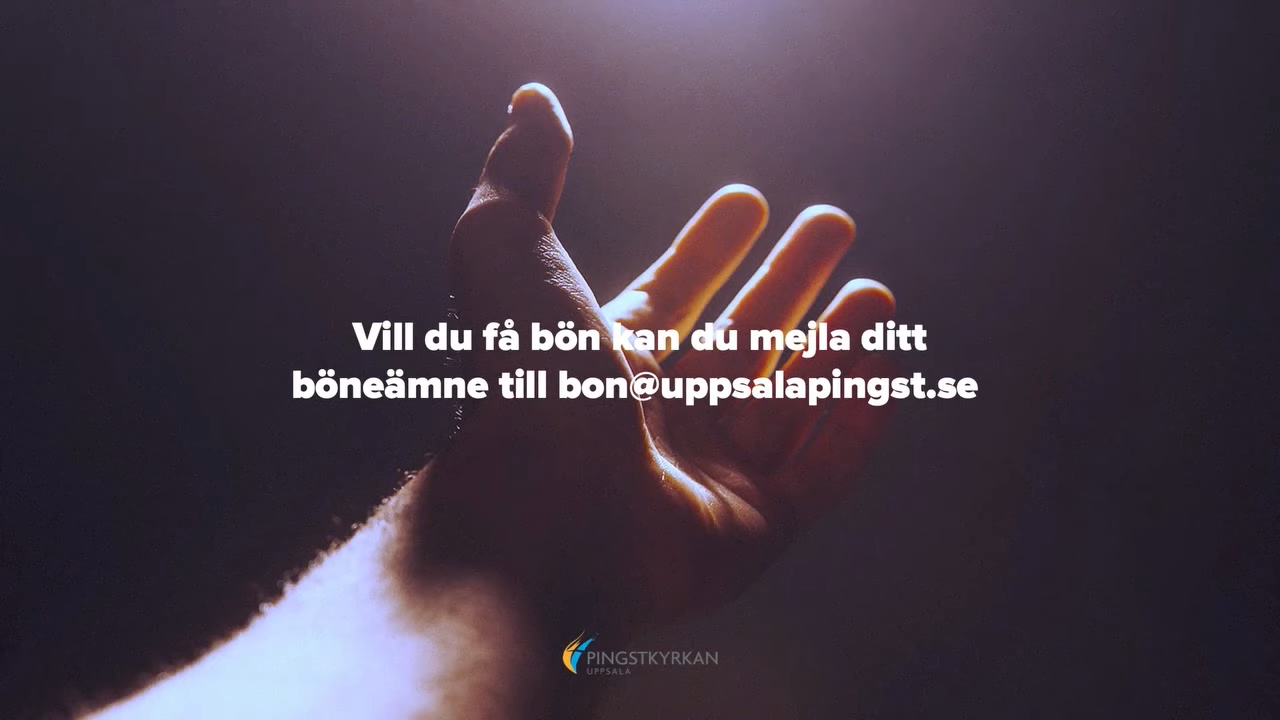 Vill du få bön kan du mejla ditt
böneämne till bon@uppsalapingst.se
PINGSTKYRKAN
UPPSALA